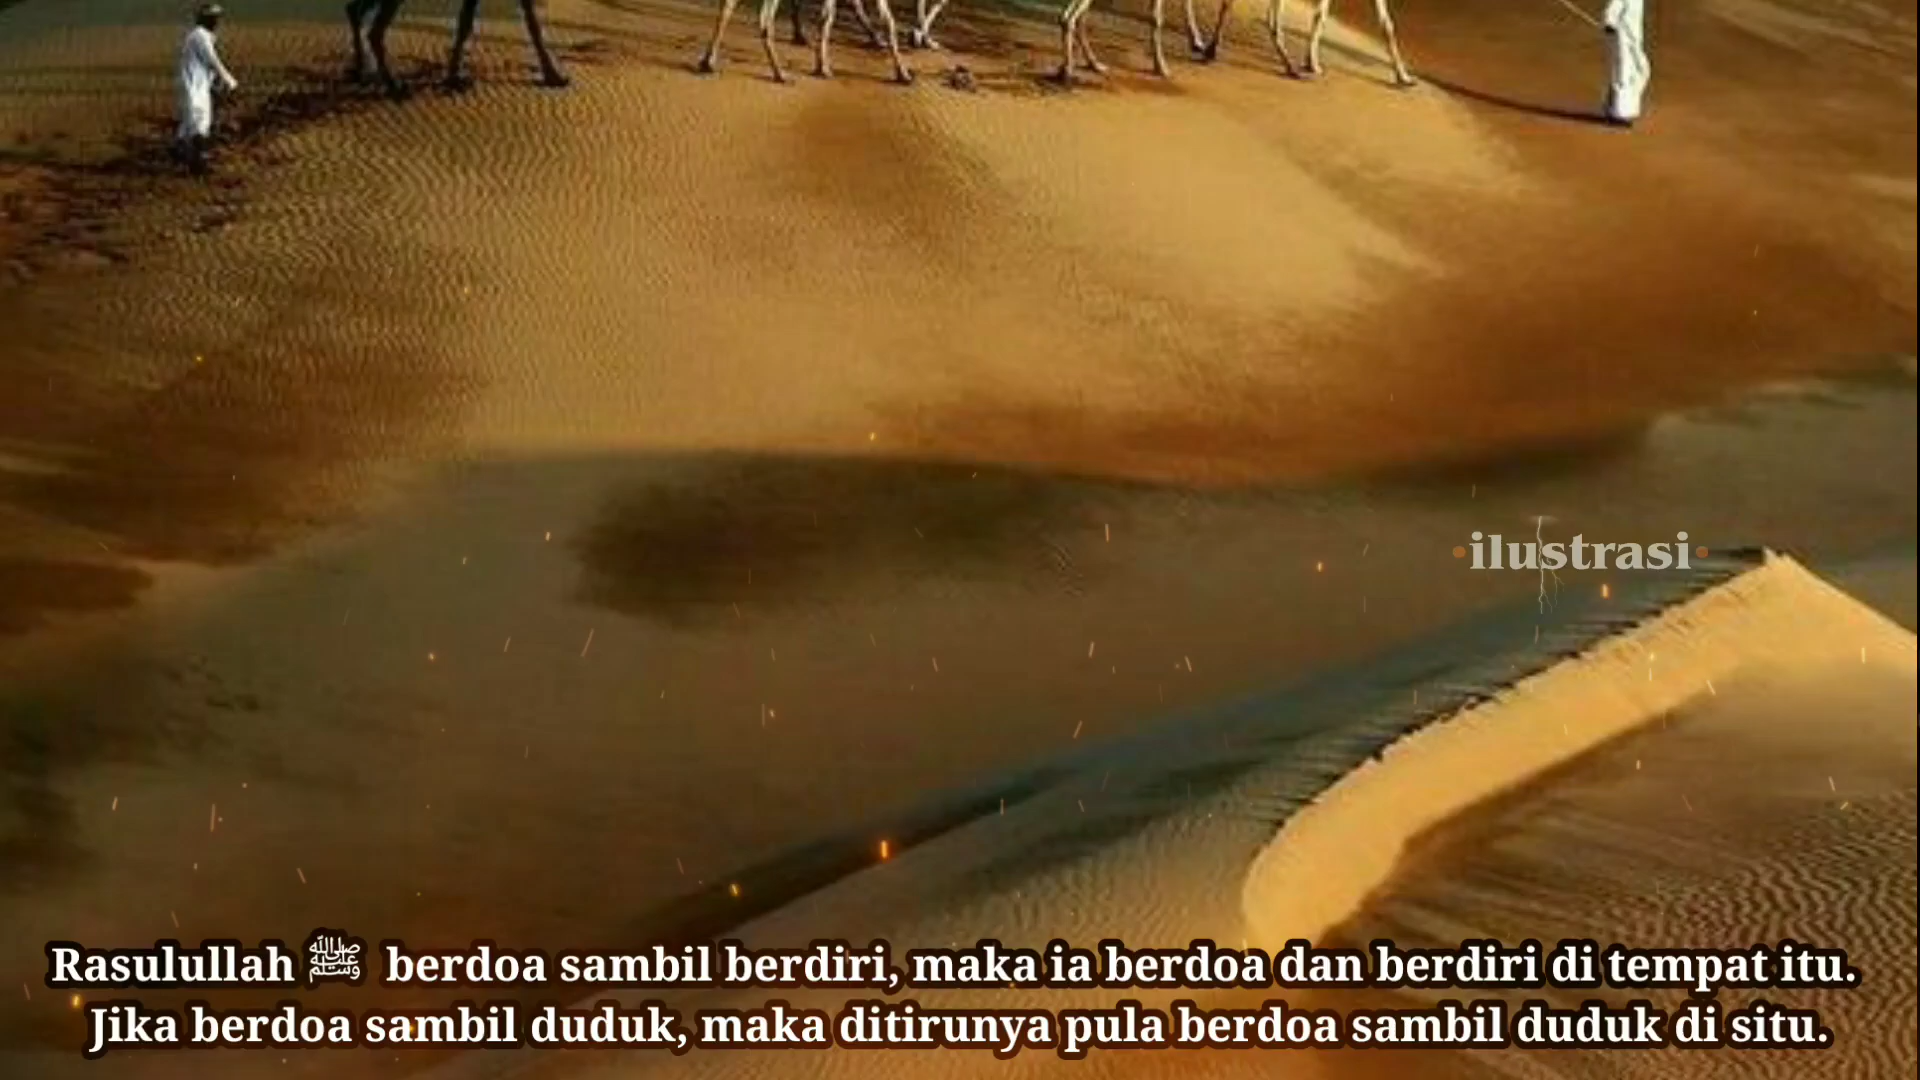 •ilustrasi•
Rasulullah ﷺ berdoa sambil berdiri, maka ia berdoa dan berdiri di tempat itu.
Jika berdoa sambil duduk, maka ditirunya pula berdoa sambil duduk di situ.